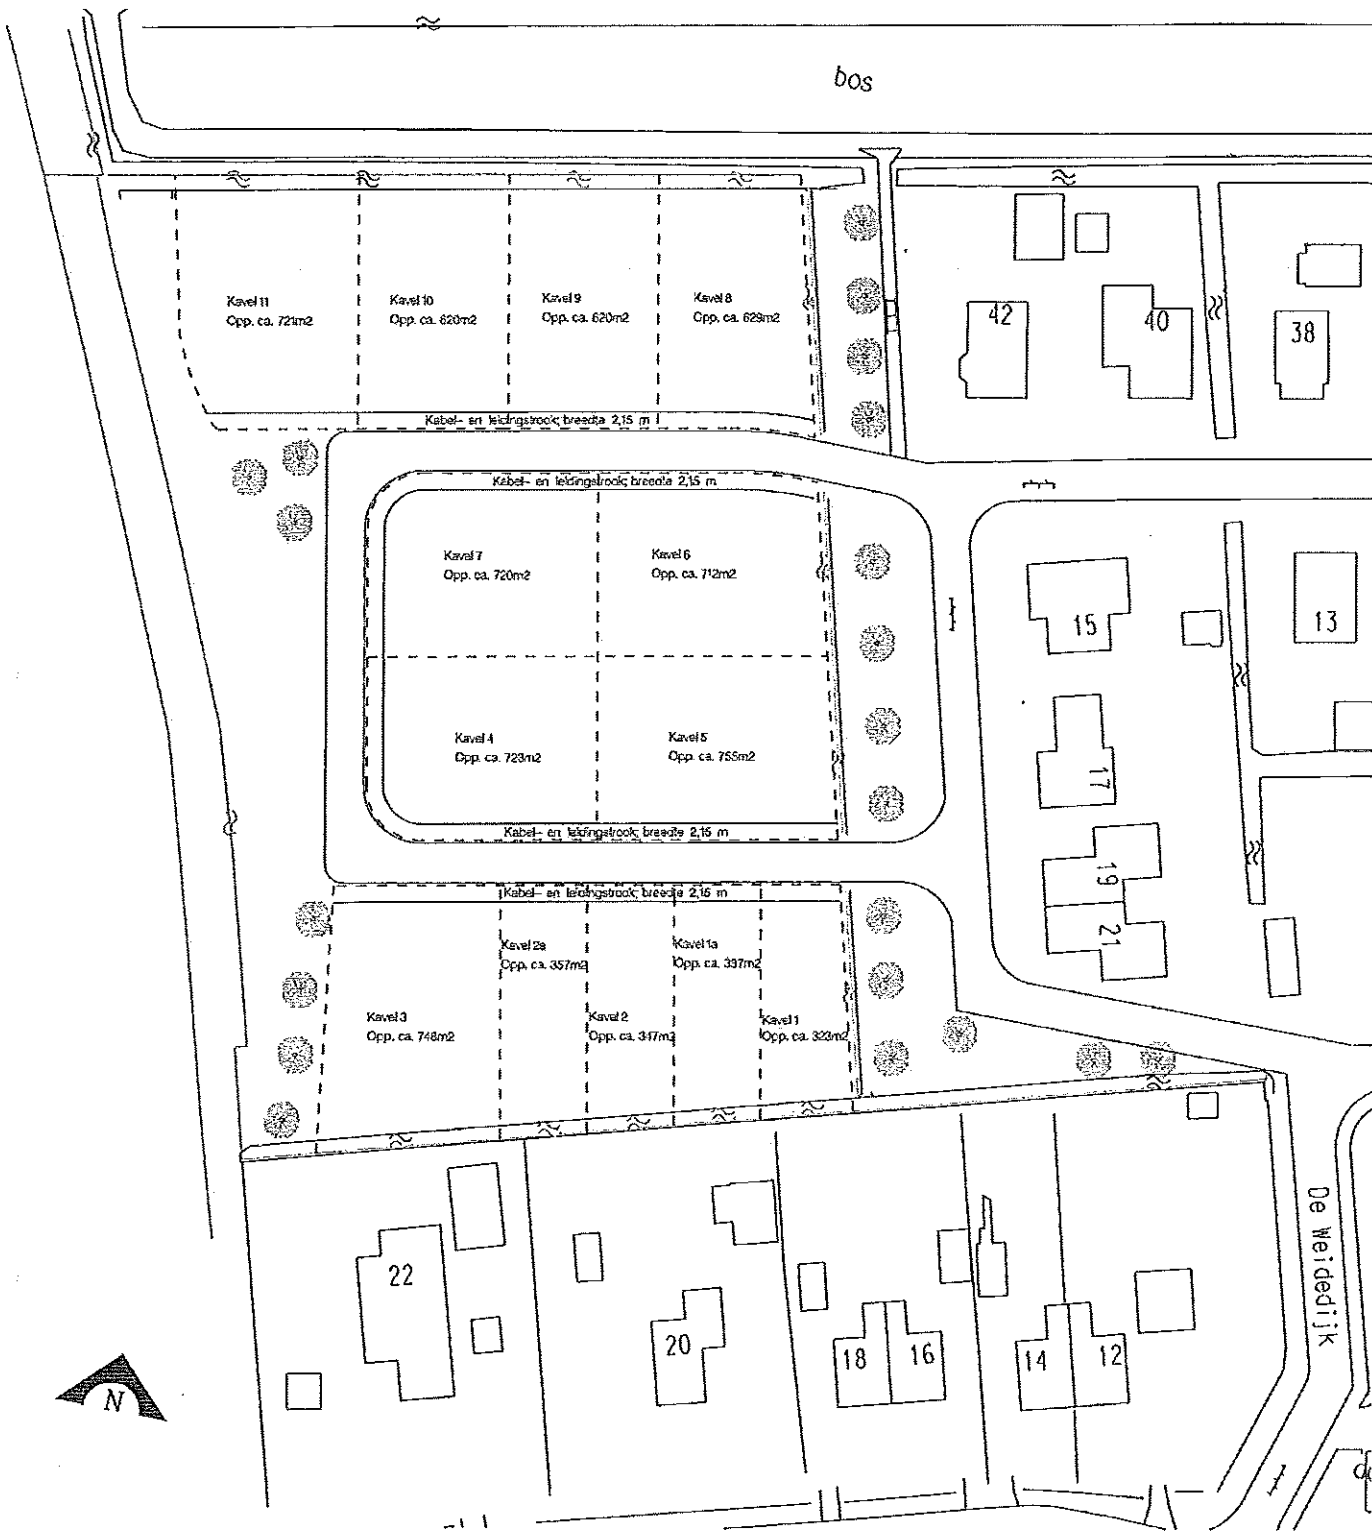 bos
Kavel 11
Opp. ca. 721m2
Kavel 10
Opp. ca. 620m2
Kavel 9
Opp. ca. 620m2
Kavel 8
Opp. ca. 629m2
42
40
38
Kabel- en leidingstrook; breedte 2,15 m
Kabel- en leidingstrook; breedte 2,15 m
Kavel 7
Opp. ca. 720m2
Kavel 6
Opp. ca. 712m2
15
13
Kavel 4
Opp. ca. 723m2
Kavel 5
Opp. ca. 755m2
17
Kabel- en leidingstrook; breedte 2,15 m
19
Kabel- en leidingstrook; breedte 2,15 m
21
Kavel 2a
Opp. ca. 357m2
Kavel 1a
Opp. ca. 337m2
Kavel 3
Opp. ca. 748m2
Kavel 2
Opp. ca. 347m2
Kavel 1
Opp. ca. 323m2
De Weidedijk
22
20
18
16
14
12
N